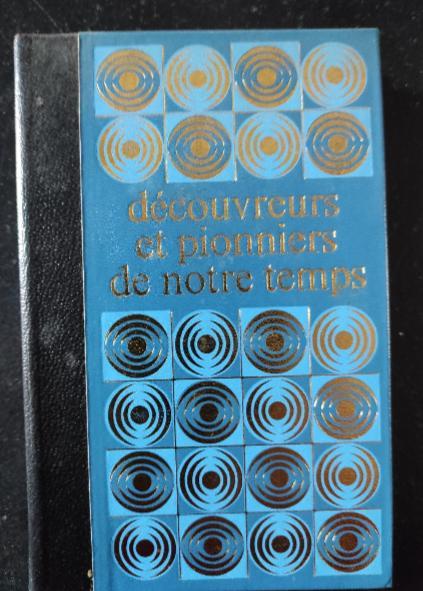 découvreurs
et pionniers
de notre temps